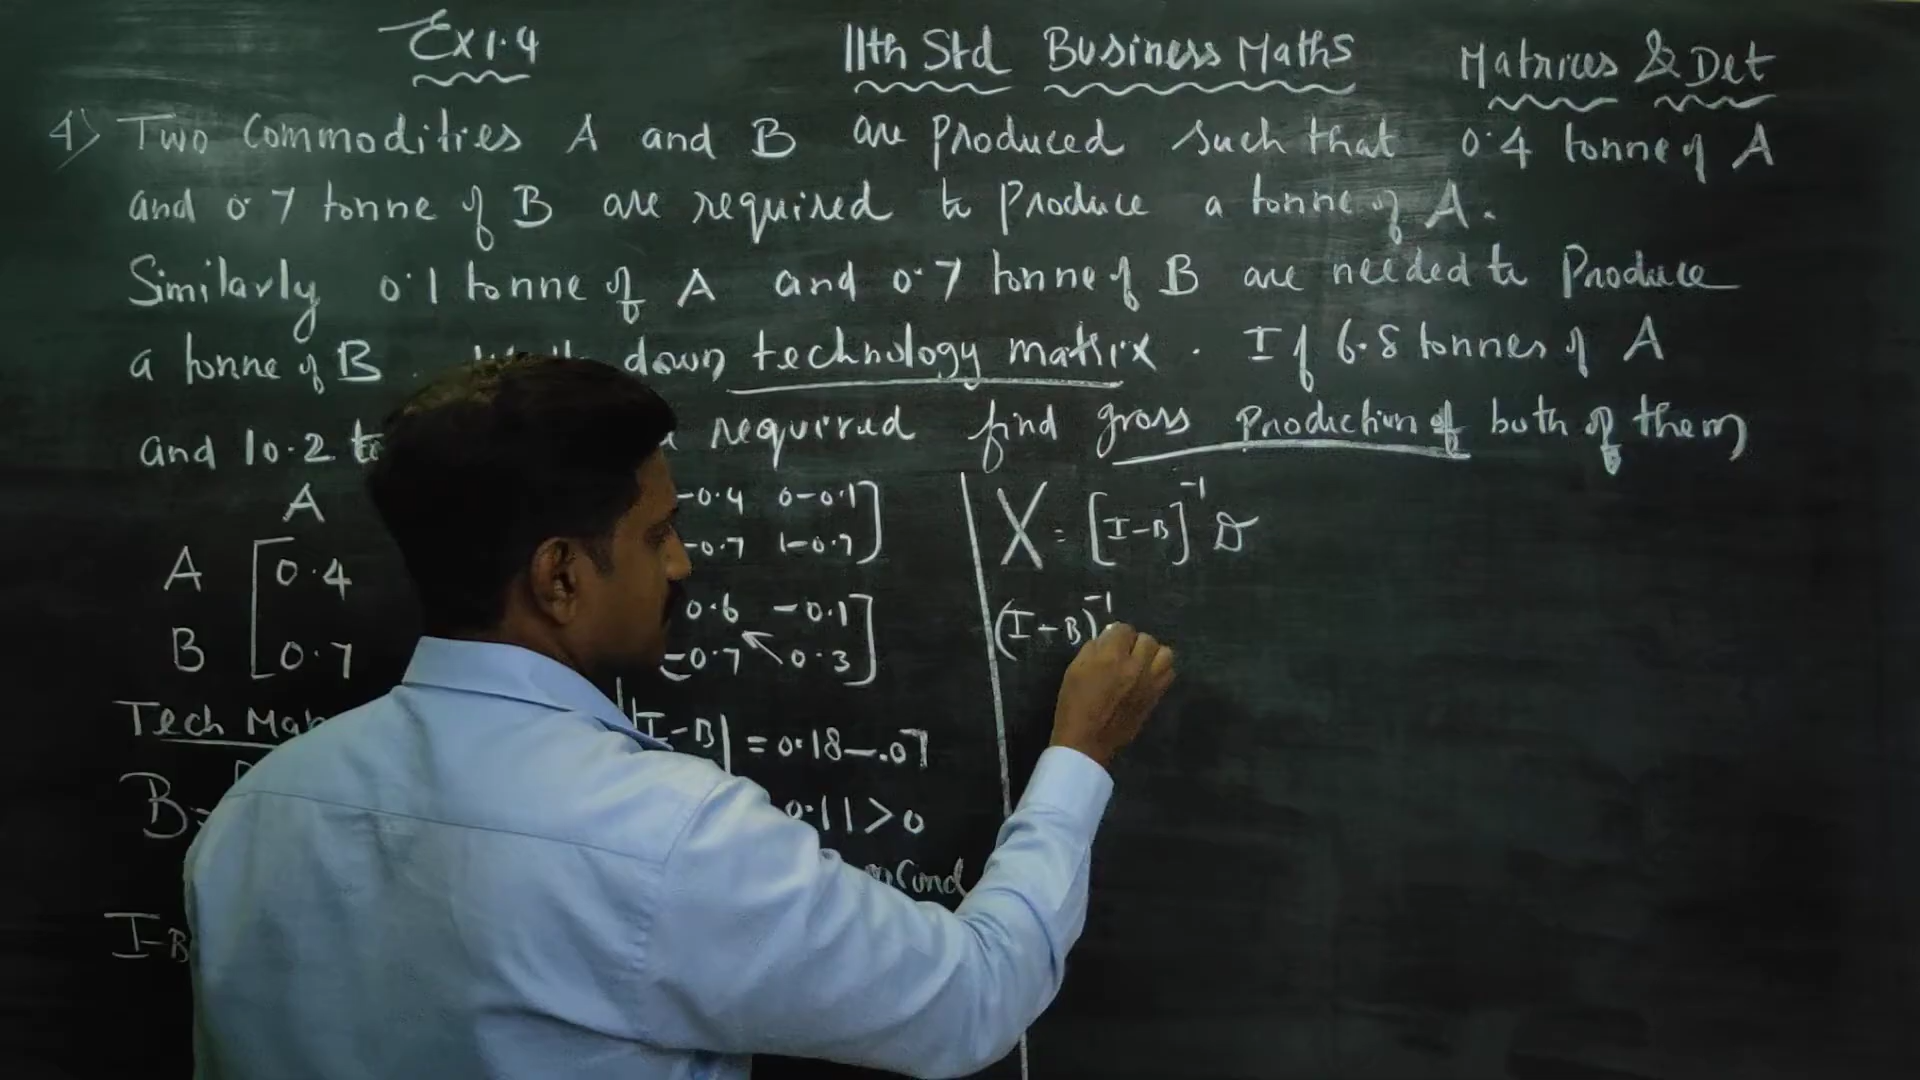 Ex 1.4
11th Std Business Maths
Matrices & Det
4) Two Commodities A and B are produced such that 0.4 tonne of A
and 0.7 tonne of B are required to produce a tonne of A.
Similarly 0.1 tonne of A and 0.7 tonne of B are needed to produce
a tonne of B. down technology matrix. If 6.8 tonnes of A
and 10.2 required find gross production of both of them
A
A [0.4
B 0.7
Tech Mat
B =
I-B
-0.4 0-0.1]
-0.7 1-0.7
0.6 -0.1]
-0.7 0.3
|I-B| = 0.18-.07
0.11>0
Cond
X = [I-B]⁻¹ D
(I-B)⁻¹